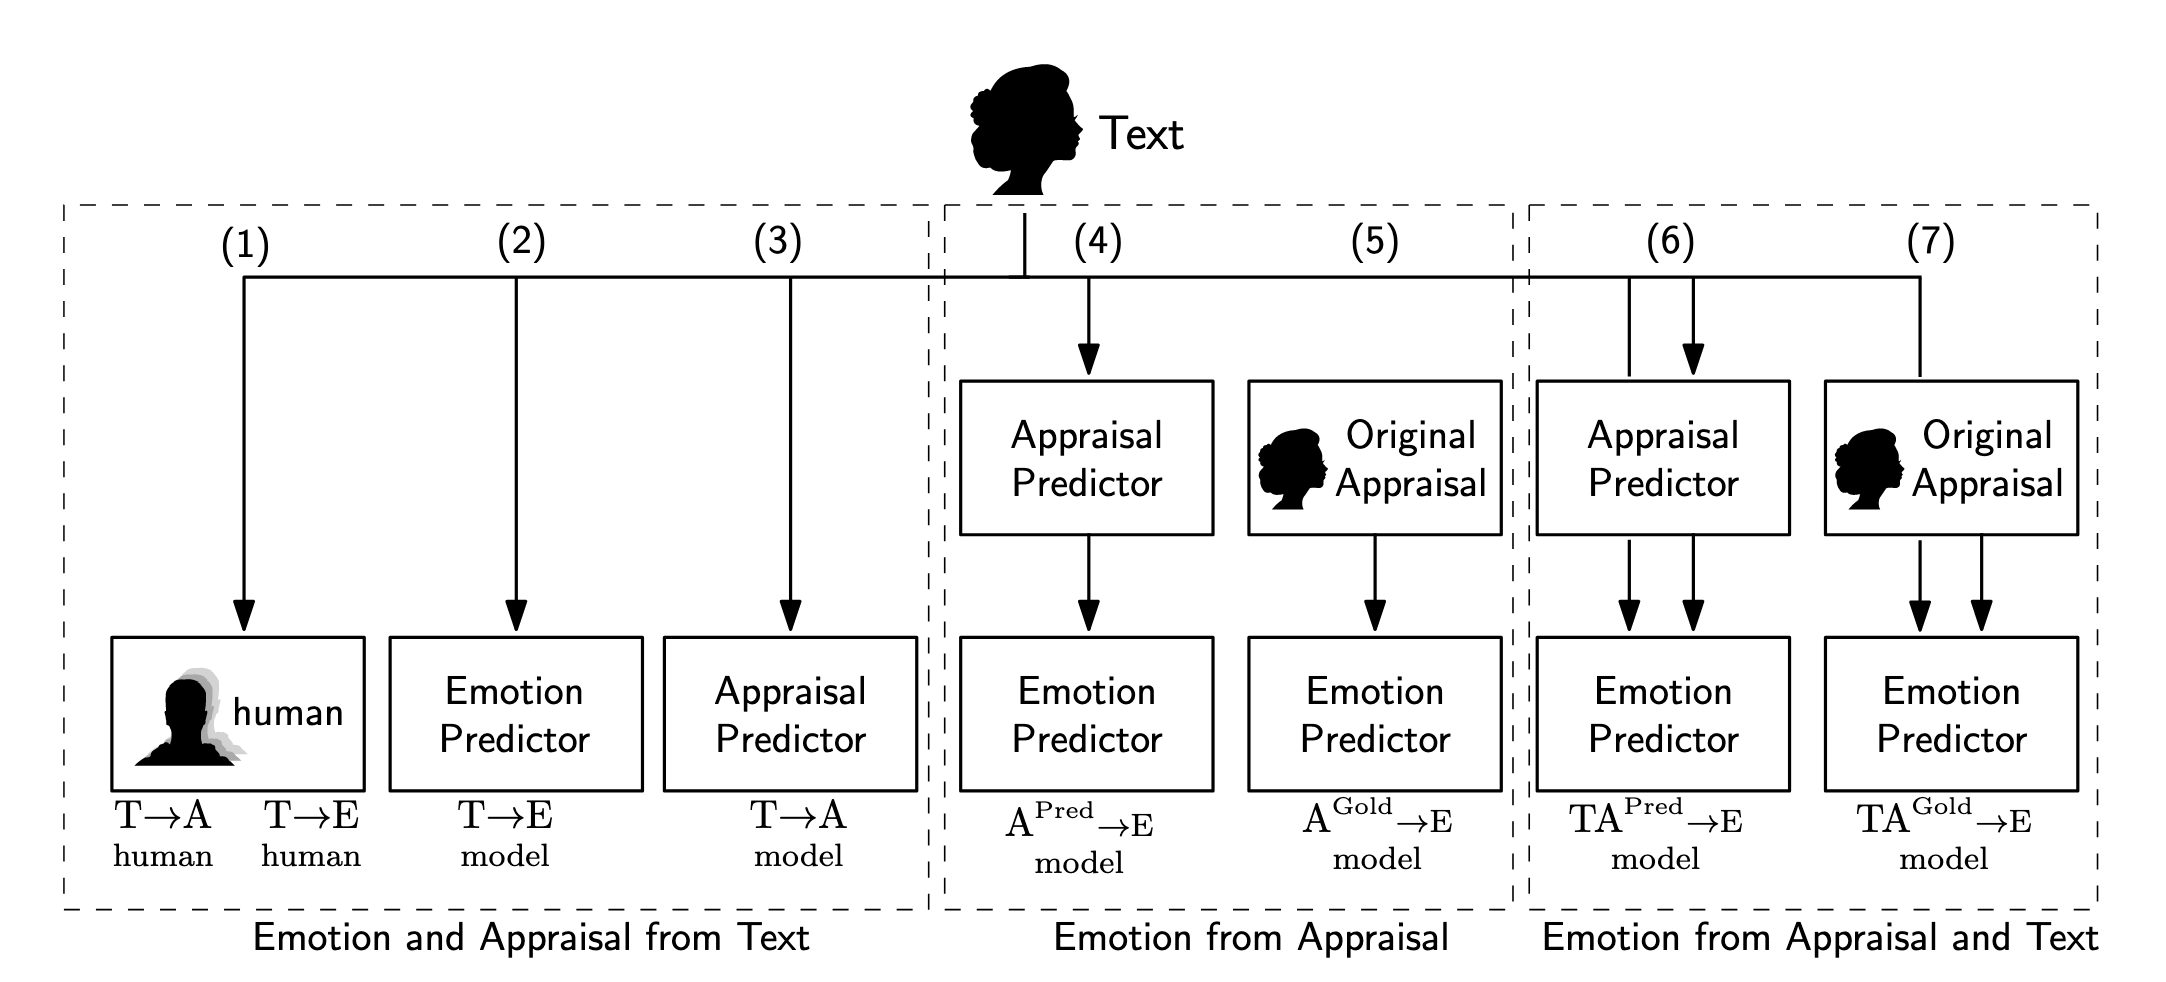 Text
(1) (2) (3) (4) (5) (6) (7)
Appraisal
Predictor
Original
Appraisal
Appraisal
Predictor
Original
Appraisal
human
Emotion
Predictor
Appraisal
Predictor
Emotion
Predictor
Emotion
Predictor
Emotion
Predictor
Emotion
Predictor
T→A
human
T→E
human
T→E
model
T→A
model
A^Pred→E
model
A^Gold→E
model
TA^Pred→E
model
TA^Gold→E
model
Emotion and Appraisal from Text
Emotion from Appraisal
Emotion from Appraisal and Text